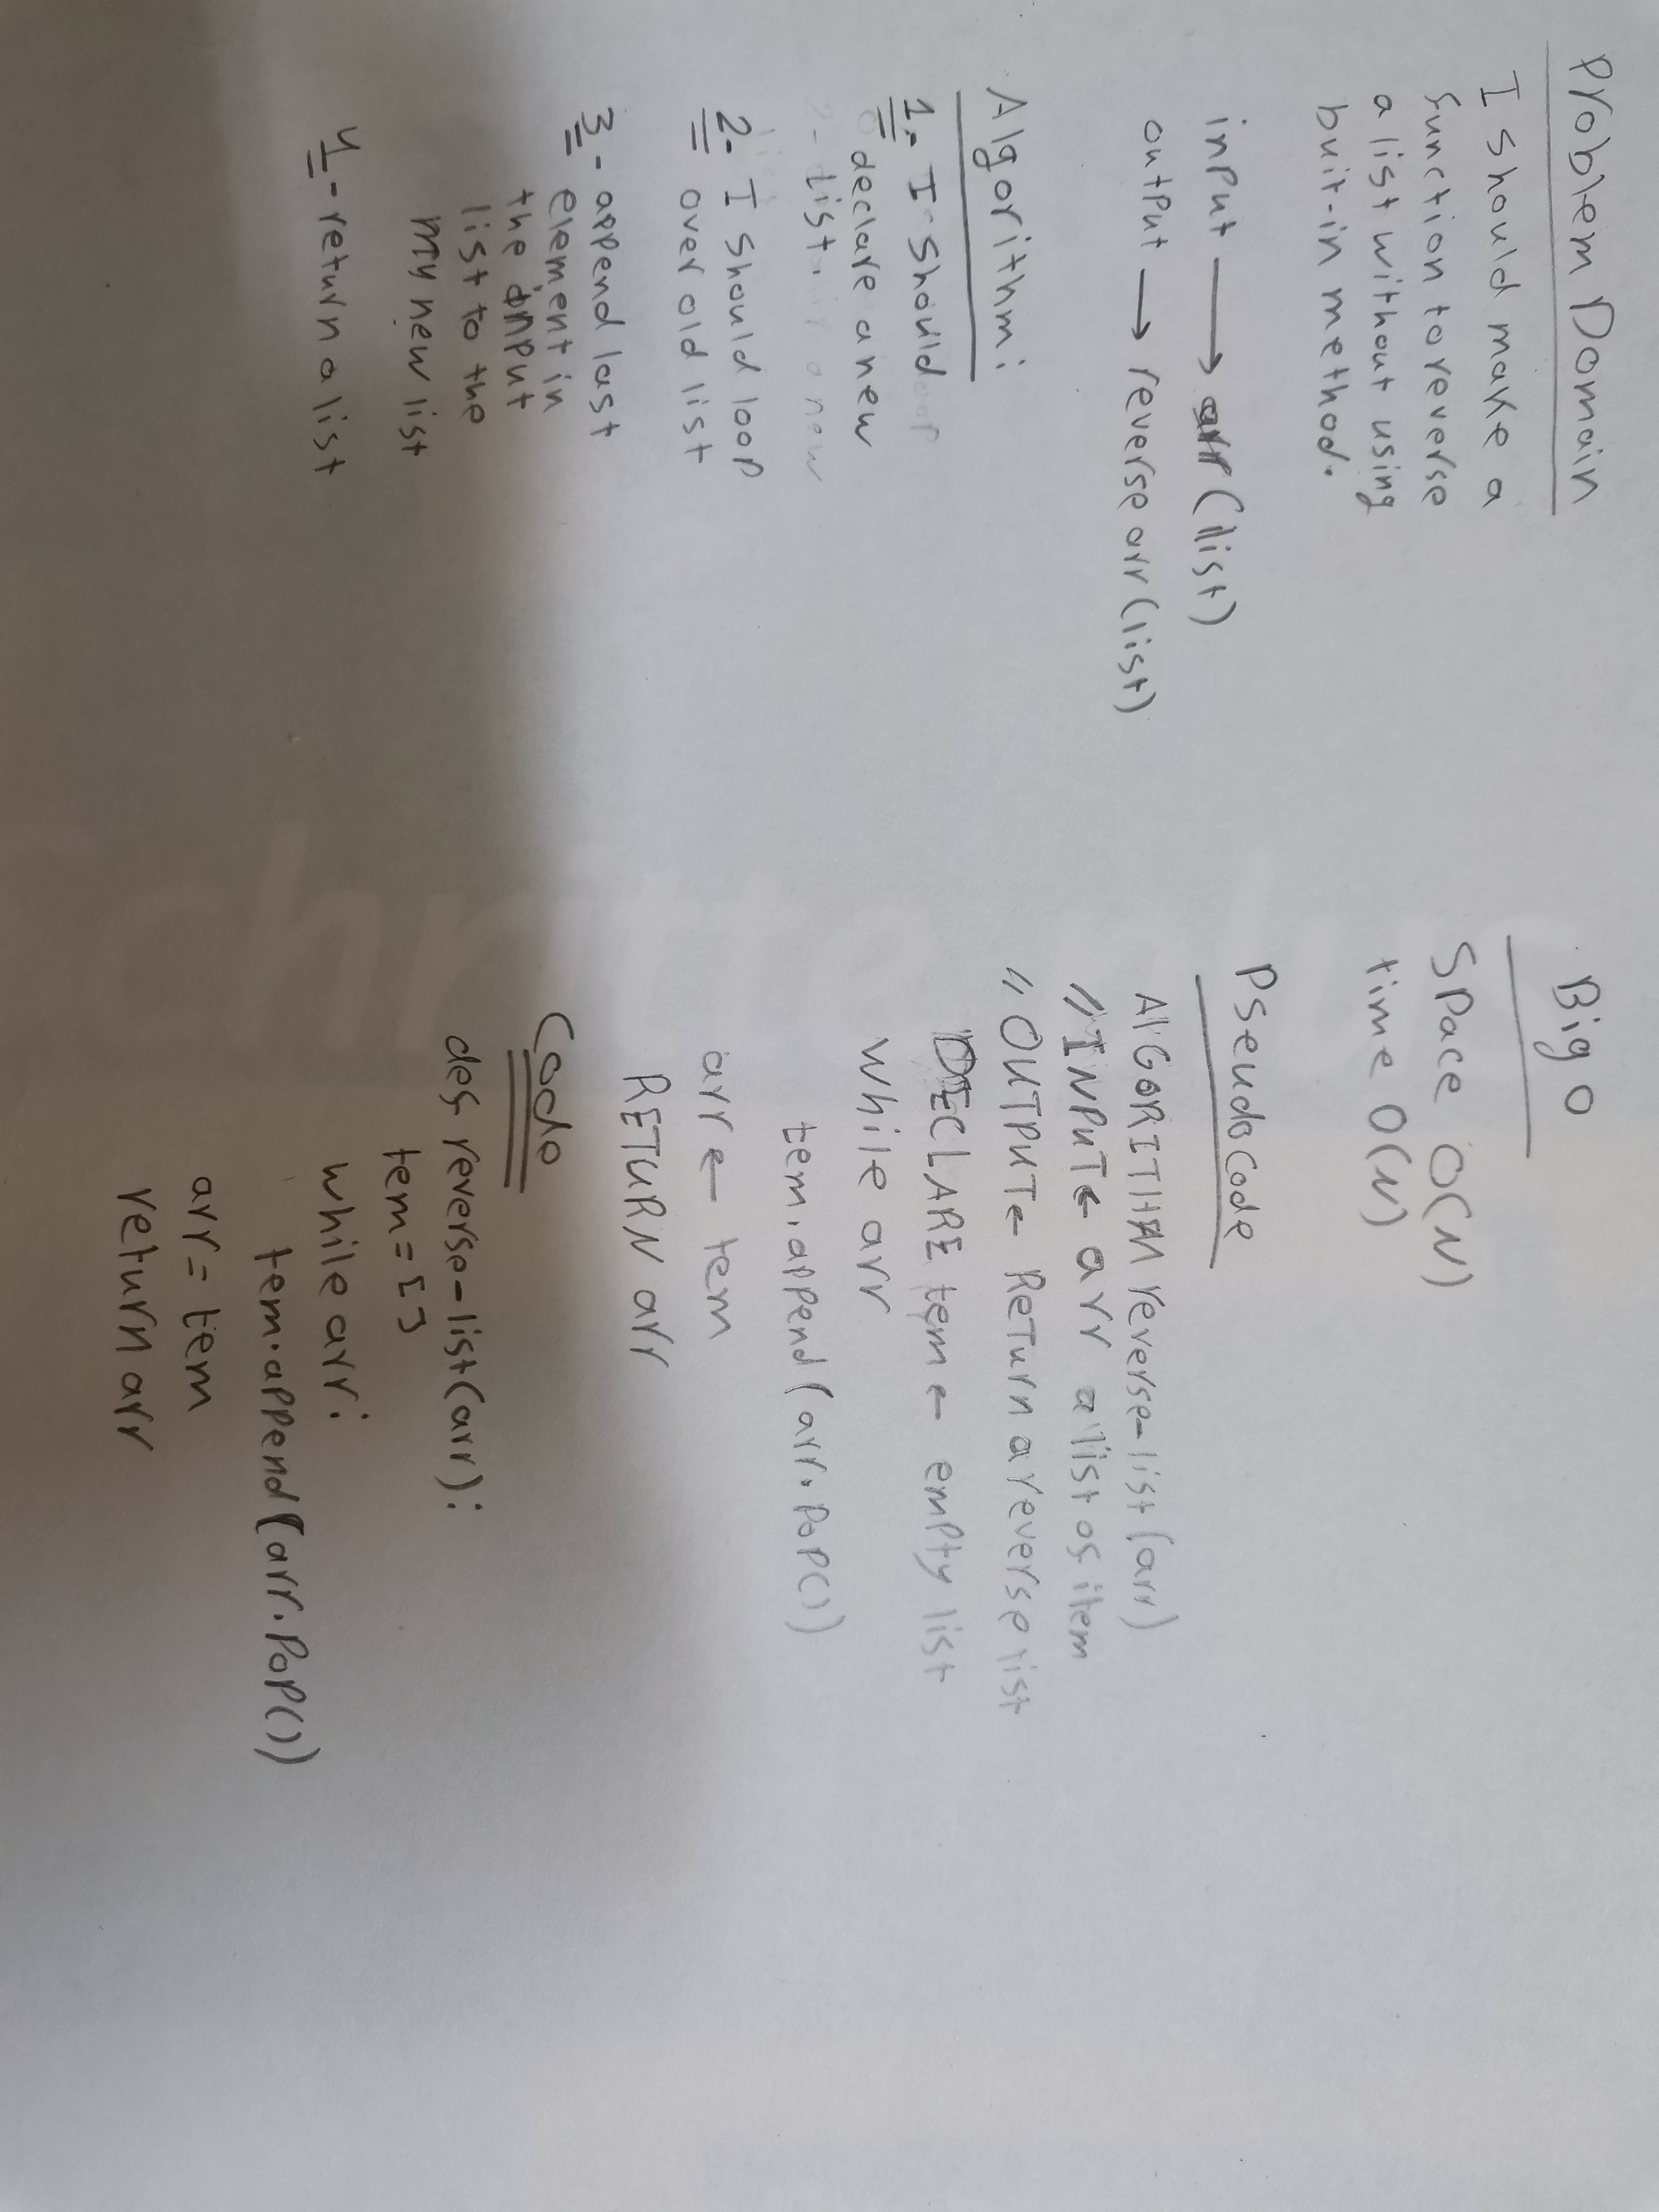 Problem Domain
I should make a
function to reverse
a list without using
buit-in method.
input → arr (list)
output → reverse arr (list)
Algorithm:
1- I should
declare a new
list.
2- I should loop
over old list
3- append last
element in
the input
list to the
my new list
4- return a list
Big O
Space O(N)
time O(N)
Pseudo Code
AlGORITHM reverse-list (arr)
// INPUT ← arr a list of item
// OUTPUT ← Return a reverse list
DECLARE tem ← empty list
while arr
tem.append(arr.pop())
arr ← tem
RETURN arr
Code
def reverse-list (arr):
tem = []
while arr:
tem.append(arr.pop())
arr = tem
return arr